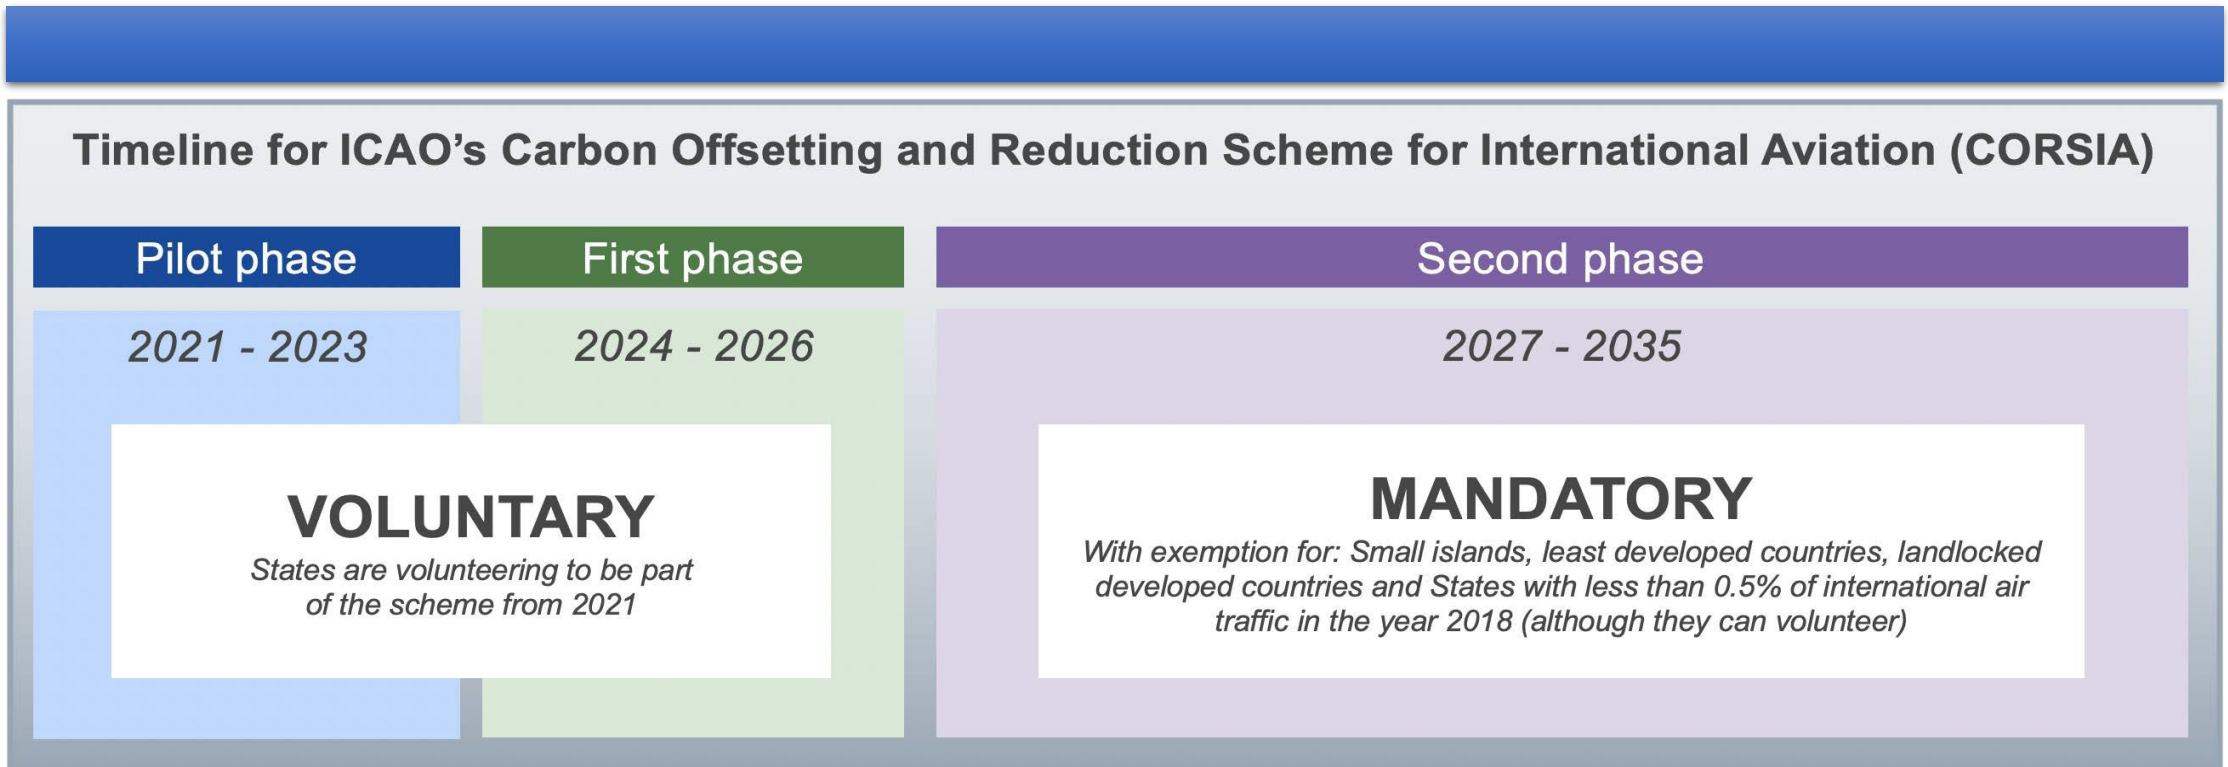 Timeline for ICAO’s Carbon Offsetting and Reduction Scheme for International Aviation (CORSIA)
Pilot phase
First phase
Second phase
2021 - 2023
2024 - 2026
2027 - 2035
VOLUNTARY
States are volunteering to be part
of the scheme from 2021
MANDATORY
With exemption for: Small islands, least developed countries, landlocked
developed countries and States with less than 0.5% of international air
traffic in the year 2018 (although they can volunteer)